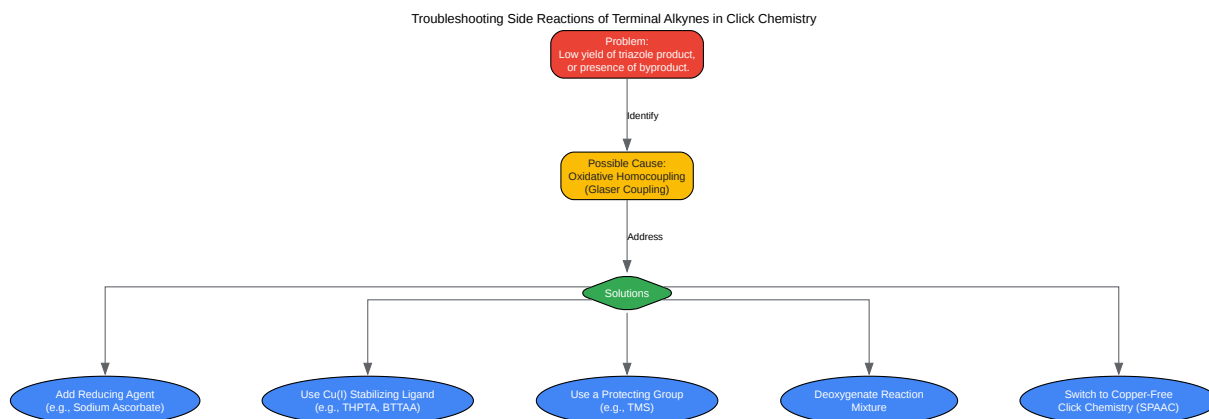 Troubleshooting Side Reactions of Terminal Alkynes in Click Chemistry
Problem:
Low yield of triazole product,
or presence of byproduct.
Identify
Possible Cause:
Oxidative Homocoupling
(Glaser Coupling)
Address
Solutions
Add Reducing Agent
(e.g., Sodium Ascorbate)
Use Cu(I) Stabilizing Ligand
(e.g., THPTA, BTTAA)
Use a Protecting Group
(e.g., TMS)
Deoxygenate Reaction
Mixture
Switch to Copper-Free
Click Chemistry (SPAAC)